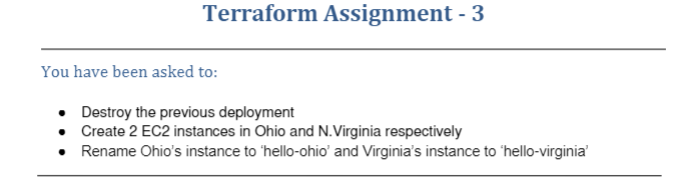 Terraform Assignment - 3
You have been asked to:
• Destroy the previous deployment
• Create 2 EC2 instances in Ohio and N.Virginia respectively
• Rename Ohio's instance to 'hello-ohio' and Virginia's instance to 'hello-virginia'